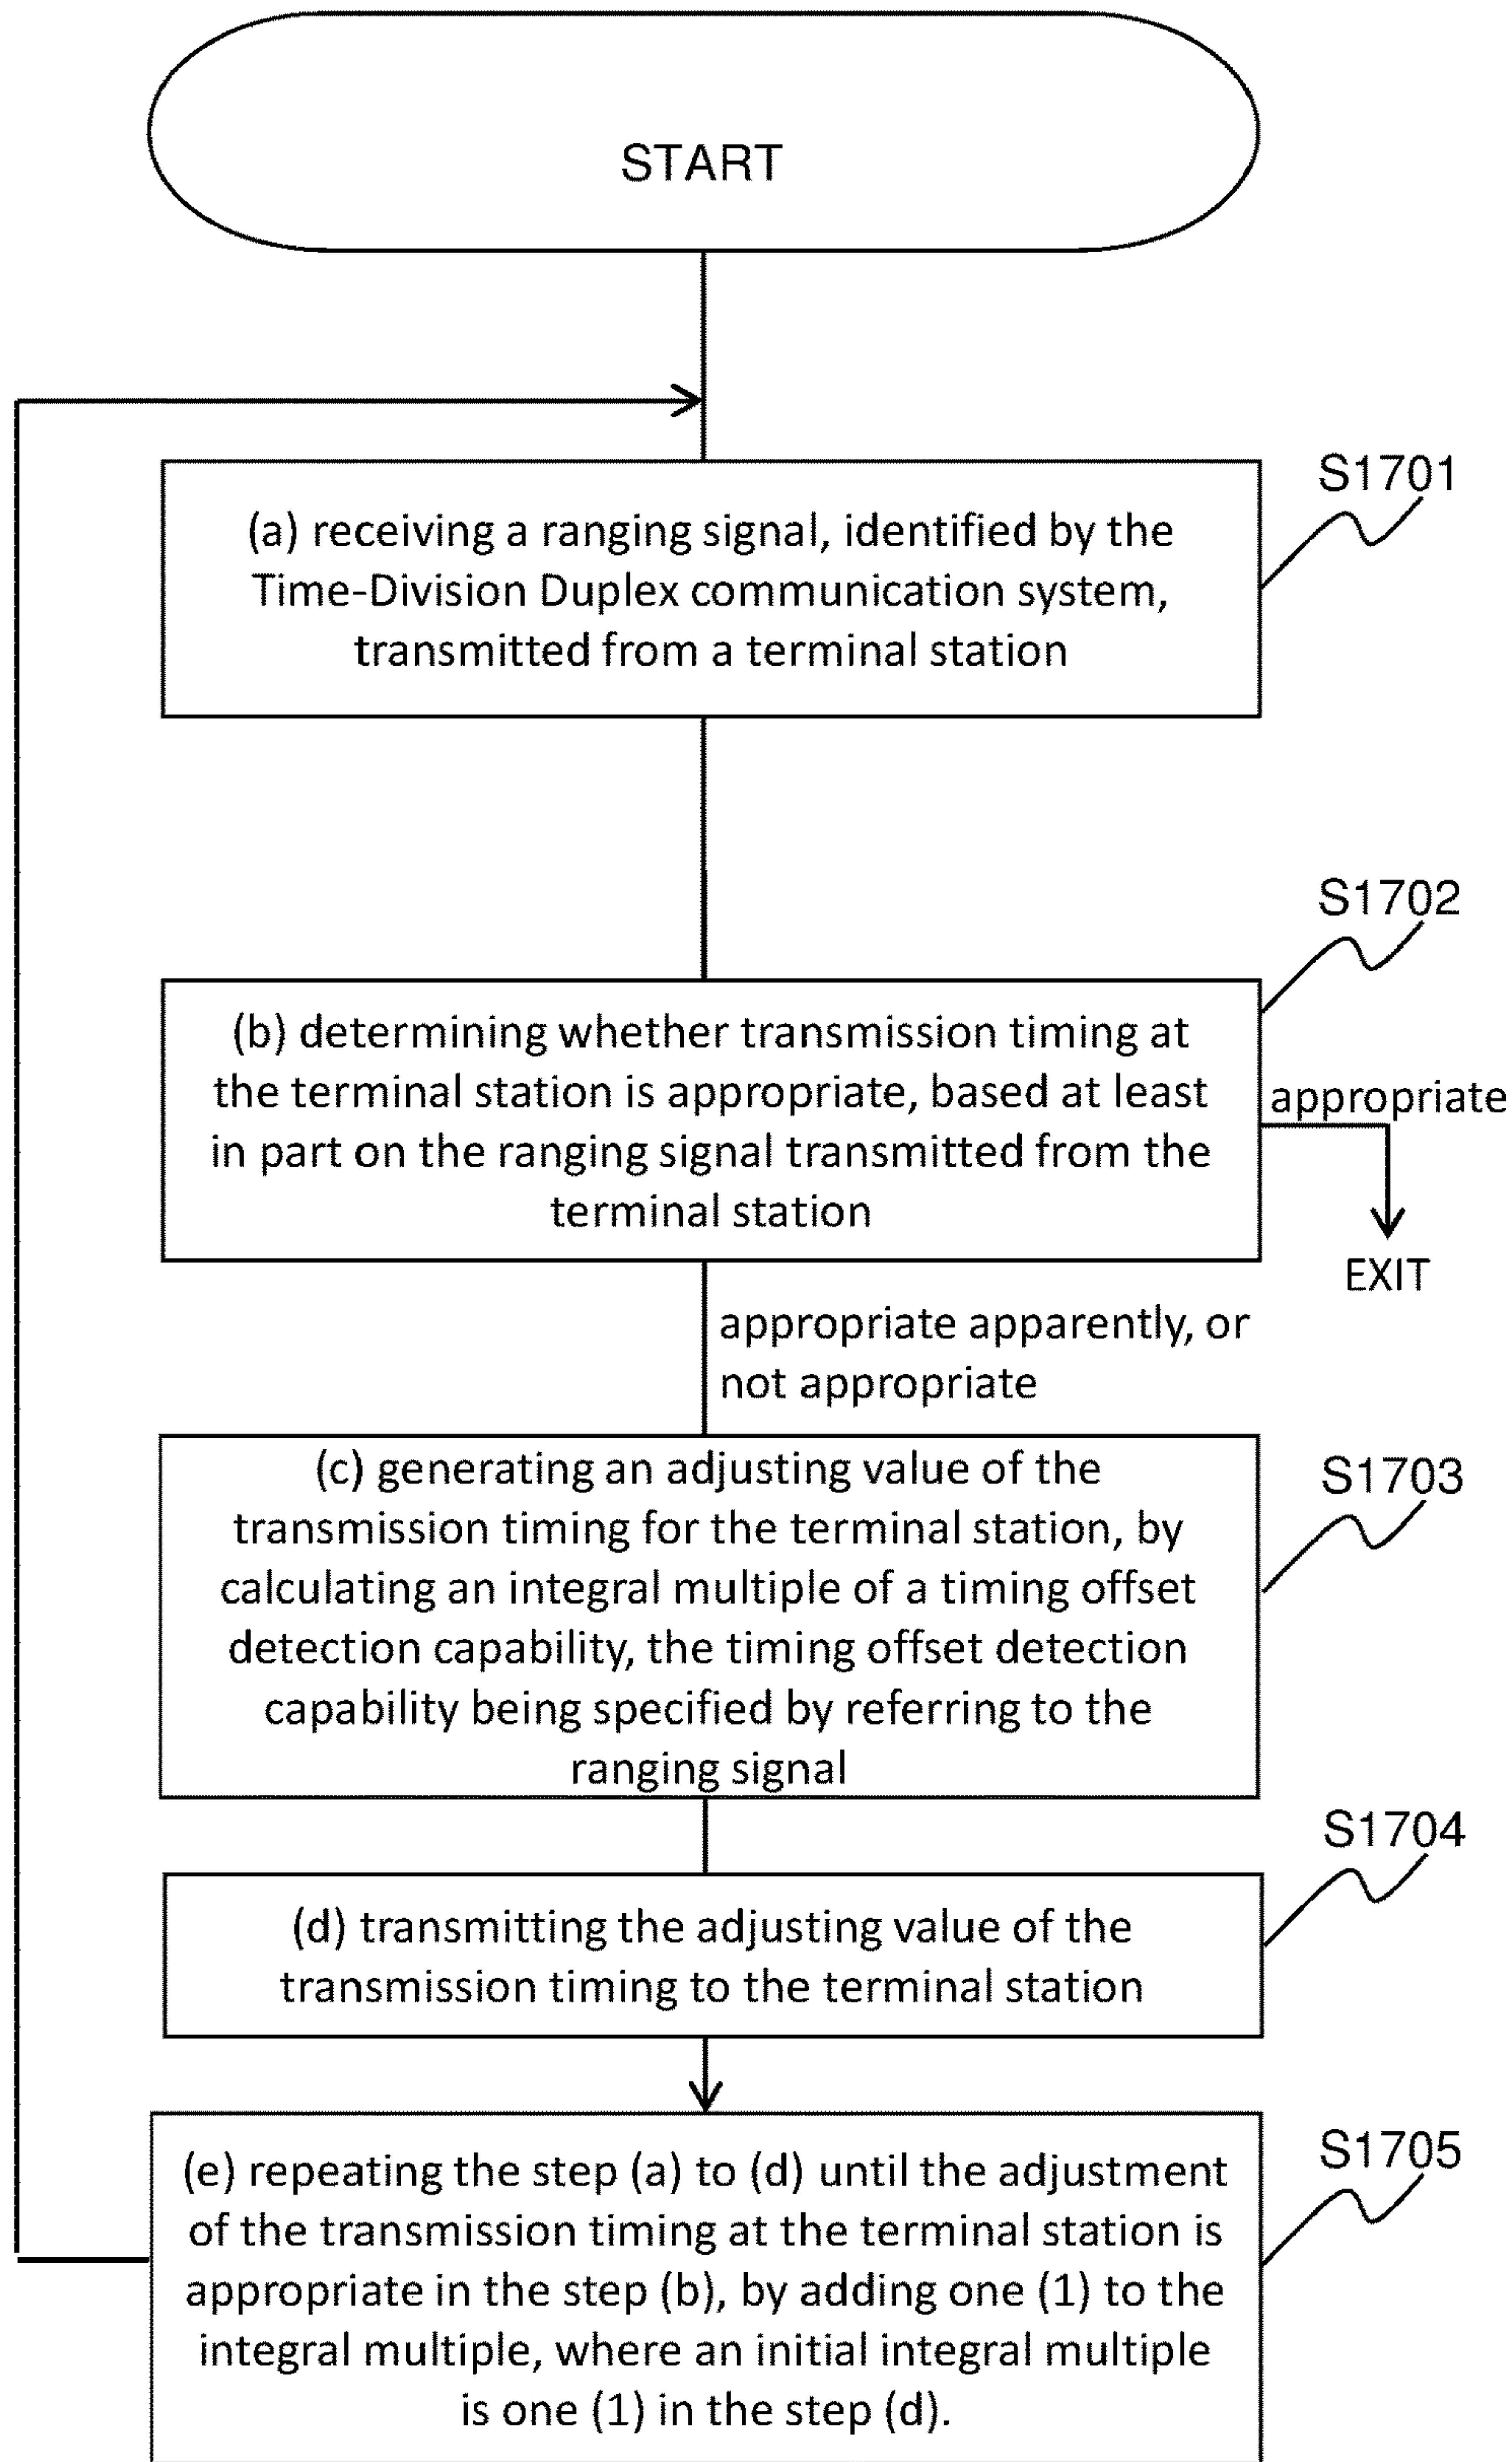 START
S1701
(a) receiving a ranging signal, identified by the
Time-Division Duplex communication system,
transmitted from a terminal station
S1702
(b) determining whether transmission timing at
the terminal station is appropriate, based at least
in part on the ranging signal transmitted from the
terminal station
appropriate
EXIT
appropriate apparently, or
not appropriate
S1703
(c) generating an adjusting value of the
transmission timing for the terminal station, by
calculating an integral multiple of a timing offset
detection capability, the timing offset detection
capability being specified by referring to the
ranging signal
S1704
(d) transmitting the adjusting value of the
transmission timing to the terminal station
S1705
(e) repeating the step (a) to (d) until the adjustment
of the transmission timing at the terminal station is
appropriate in the step (b), by adding one (1) to the
integral multiple, where an initial integral multiple
is one (1) in the step (d).